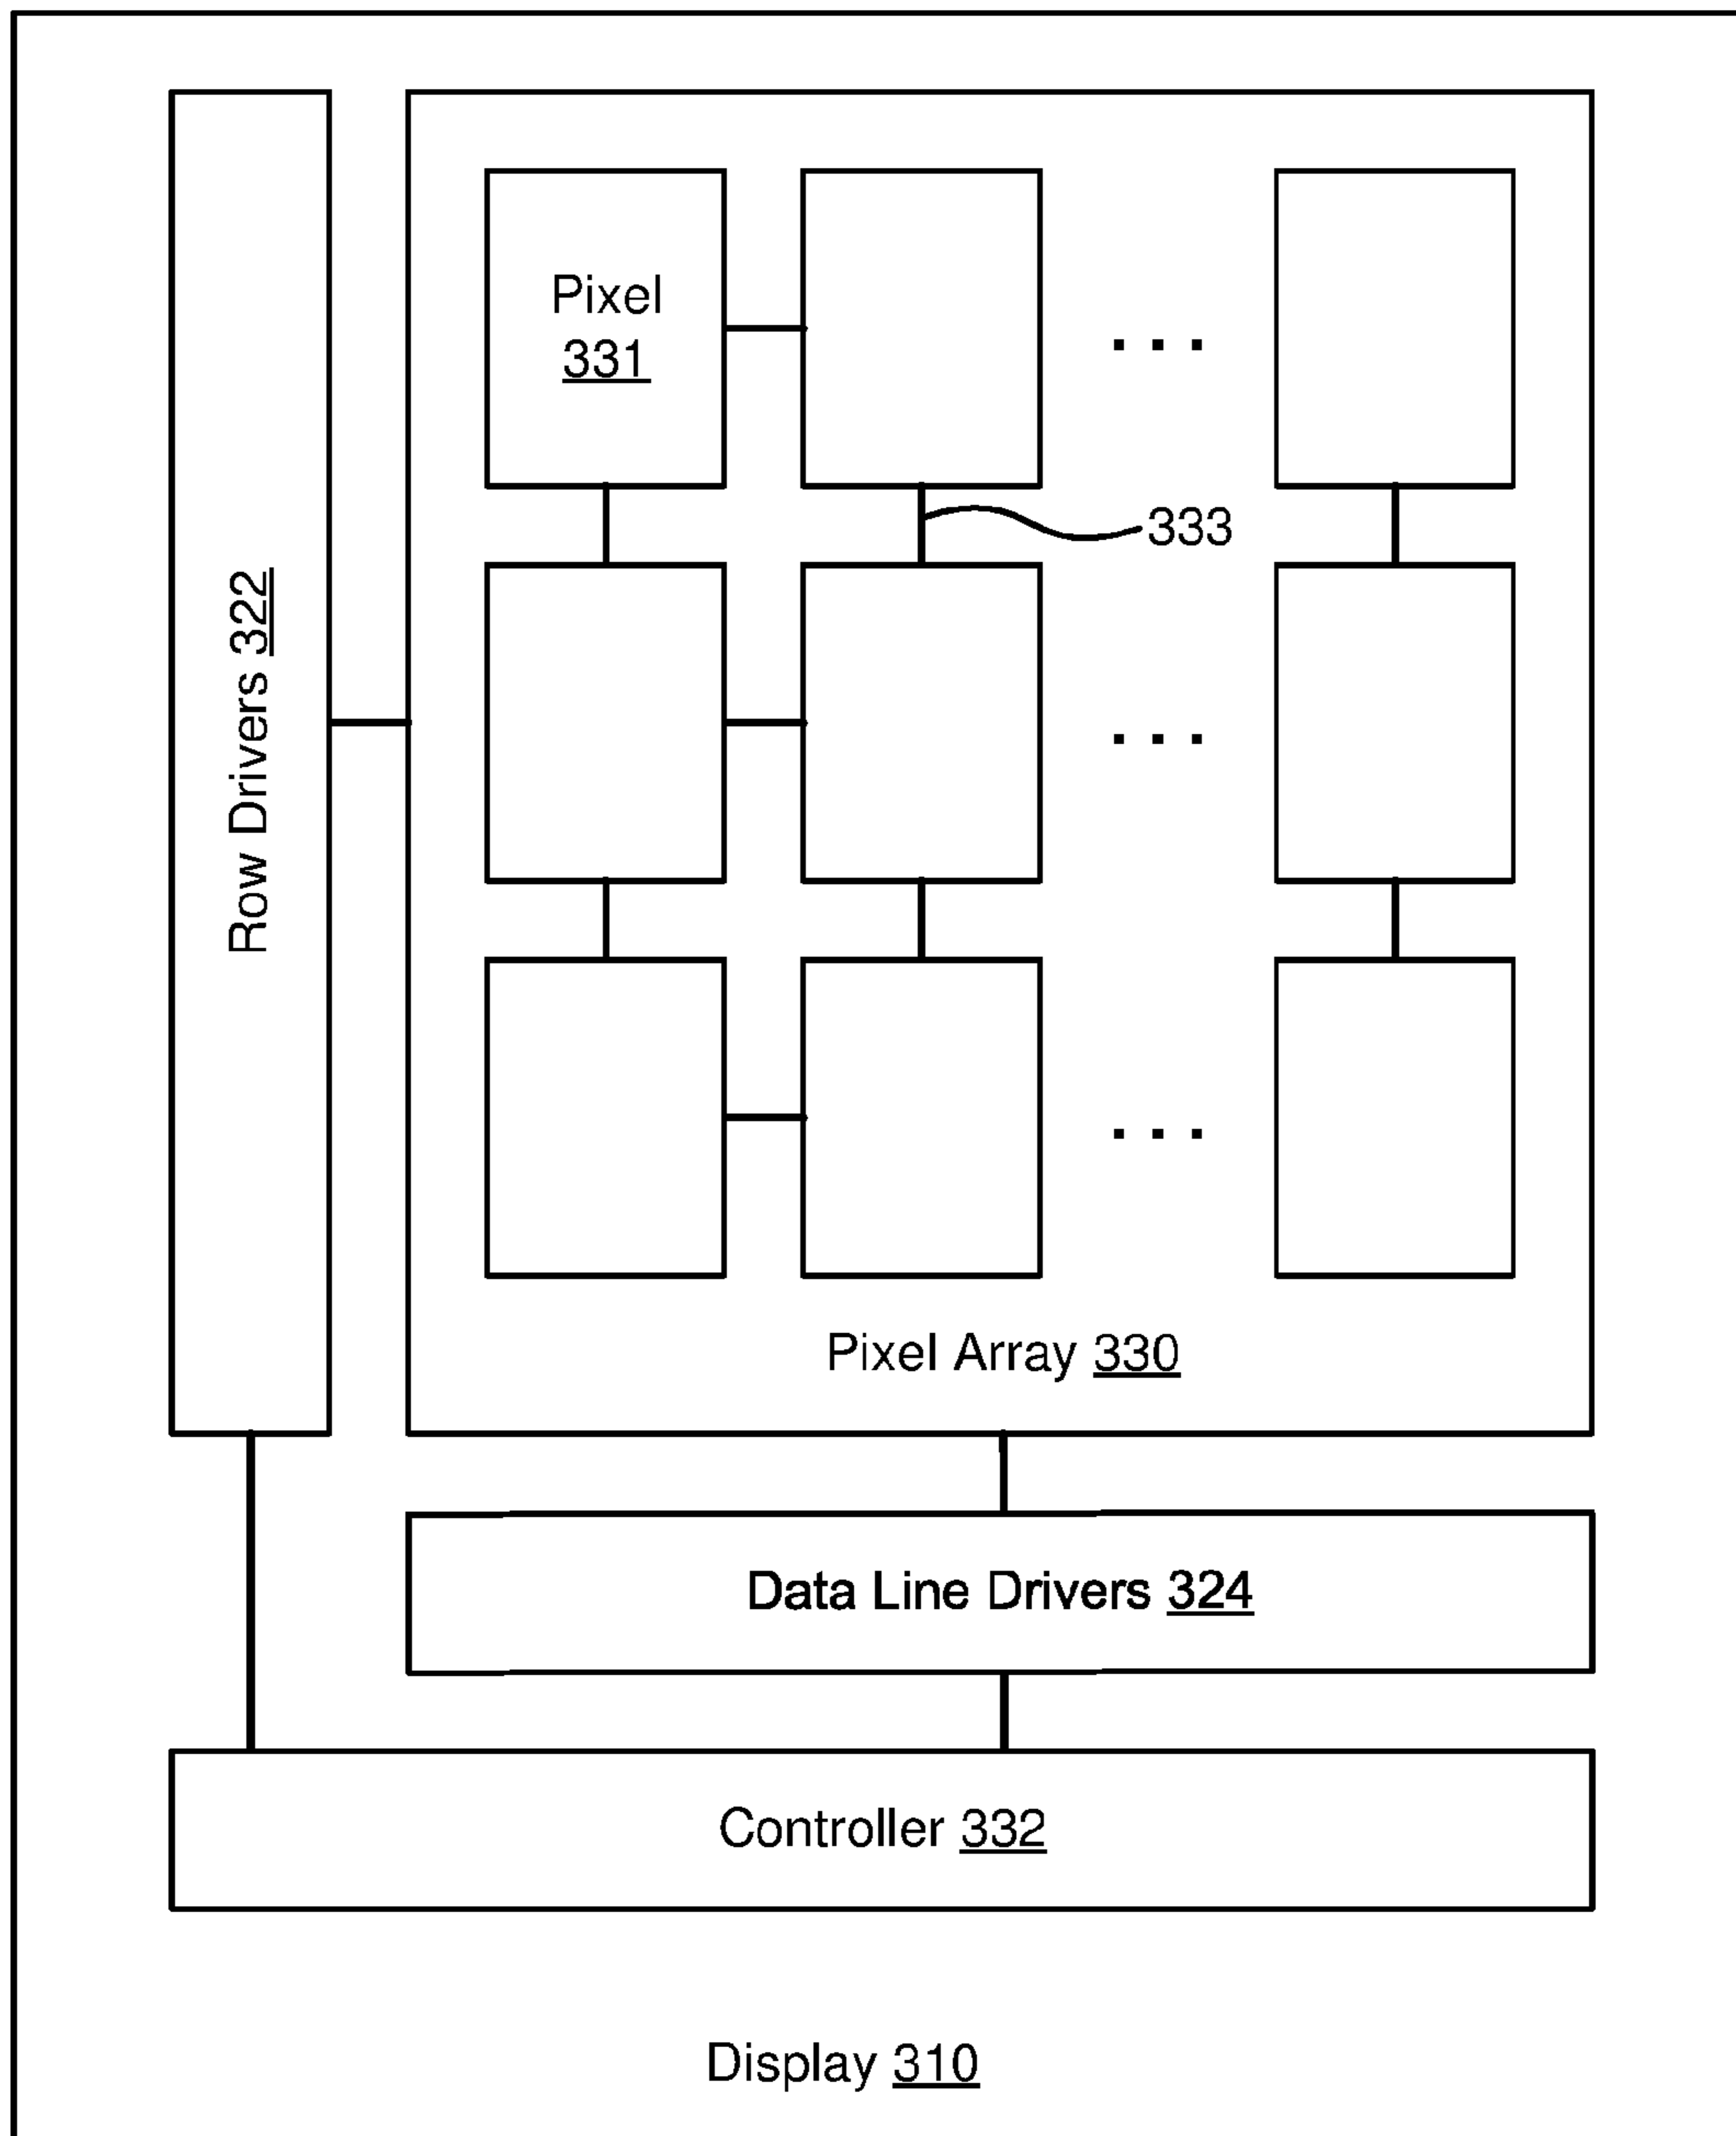 Pixel
331
. . .
333
Row Drivers 322
. . .
. . .
Pixel Array 330
Data Line Drivers 324
Controller 332
Display 310